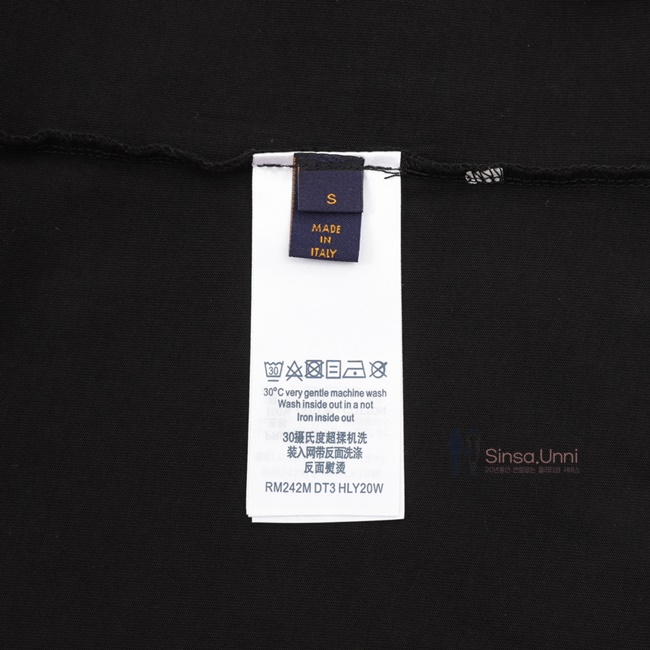 S
MADE
IN
ITALY
30
30°C very gentle machine wash
Wash inside out in a not
Iron inside out
30摄氏度超揉机洗
装入网带反面洗涤
反面熨烫
RM242M DT3 HLY20W
Sinsa,Unni